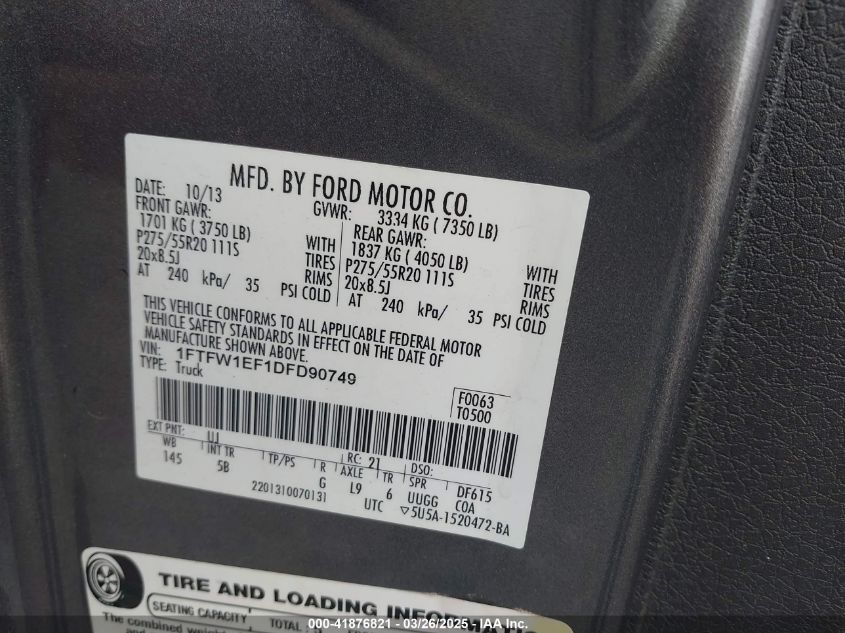 MFD. BY FORD MOTOR CO.
DATE: 10/13 GVWR: 3334 KG ( 7350 LB)
FRONT GAWR: REAR GAWR:
1701 KG ( 3750 LB) WITH 1837 KG ( 4050 LB) WITH
P275/55R20 111S TIRES P275/55R20 111S TIRES
20x8.5J RIMS 20x8.5J RIMS
AT 240 kPa/ 35 PSI COLD AT 240 kPa/ 35 PSI COLD
THIS VEHICLE CONFORMS TO ALL APPLICABLE FEDERAL MOTOR
VEHICLE SAFETY STANDARDS IN EFFECT ON THE DATE OF
MANUFACTURE SHOWN ABOVE.
VIN: 1FTFW1EF1DFD90749
TYPE: Truck
F0063
T0500
EXT PNT: UJ RC: 21 DSO:
WB INT TR TP/PS R AXLE TR SPR DF615
145 5B G L9 6 UUGG COA
2201310070131 UTC ▽5U5A-1520472-BA
TIRE AND LOADING INFORMATIO
SEATING CAPACITY TOTAL
The combined
000-41876821 - 03/26/2025 - IAA Inc.